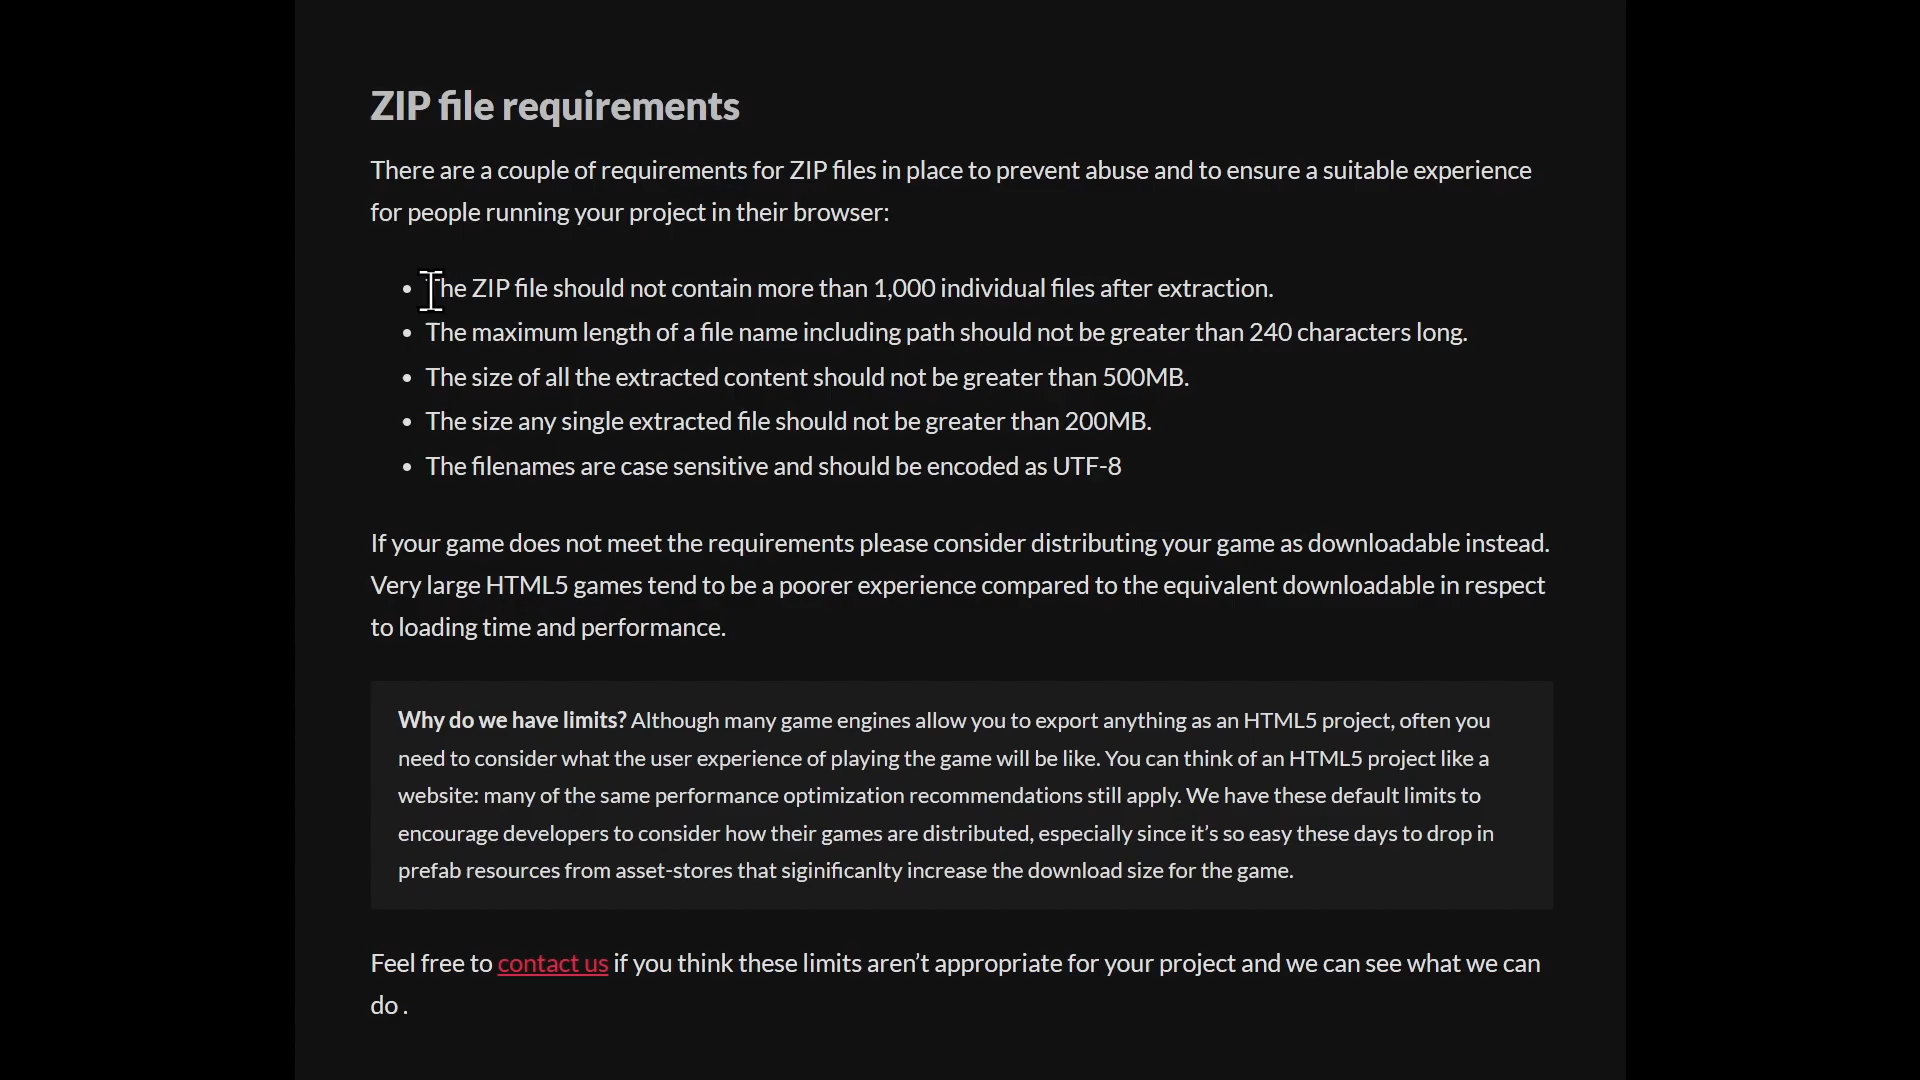 ZIP file requirements
There are a couple of requirements for ZIP files in place to prevent abuse and to ensure a suitable experience
for people running your project in their browser:
• The ZIP file should not contain more than 1,000 individual files after extraction.
• The maximum length of a file name including path should not be greater than 240 characters long.
• The size of all the extracted content should not be greater than 500MB.
• The size any single extracted file should not be greater than 200MB.
• The filenames are case sensitive and should be encoded as UTF-8
If your game does not meet the requirements please consider distributing your game as downloadable instead.
Very large HTML5 games tend to be a poorer experience compared to the equivalent downloadable in respect
to loading time and performance.
Why do we have limits? Although many game engines allow you to export anything as an HTML5 project, often you
need to consider what the user experience of playing the game will be like. You can think of an HTML5 project like a
website: many of the same performance optimization recommendations still apply. We have these default limits to
encourage developers to consider how their games are distributed, especially since it’s so easy these days to drop in
prefab resources from asset-stores that siginificanlty increase the download size for the game.
Feel free to contact us if you think these limits aren’t appropriate for your project and we can see what we can
do .